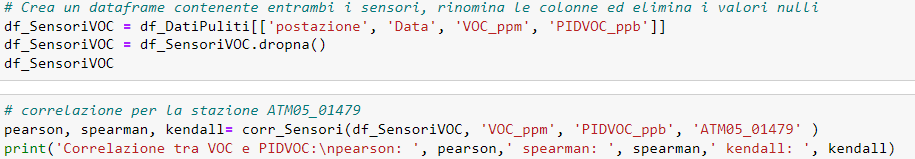 # Crea un dataframe contenente entrambi i sensori, rinomina le colonne ed elimina i valori nulli
df_SensoriVOC = df_DatiPuliti[['postazione', 'Data', 'VOC_ppm', 'PIDVOC_ppb']]
df_SensoriVOC = df_SensoriVOC.dropna()
df_SensoriVOC
# correlazione per la stazione ATM05_01479
pearson, spearman, kendall= corr_Sensori(df_SensoriVOC, 'VOC_ppm', 'PIDVOC_ppb', 'ATM05_01479' )
print('Correlazione tra VOC e PIDVOC:\npearson: ', pearson,' spearman: ', spearman,' kendall: ', kendall)